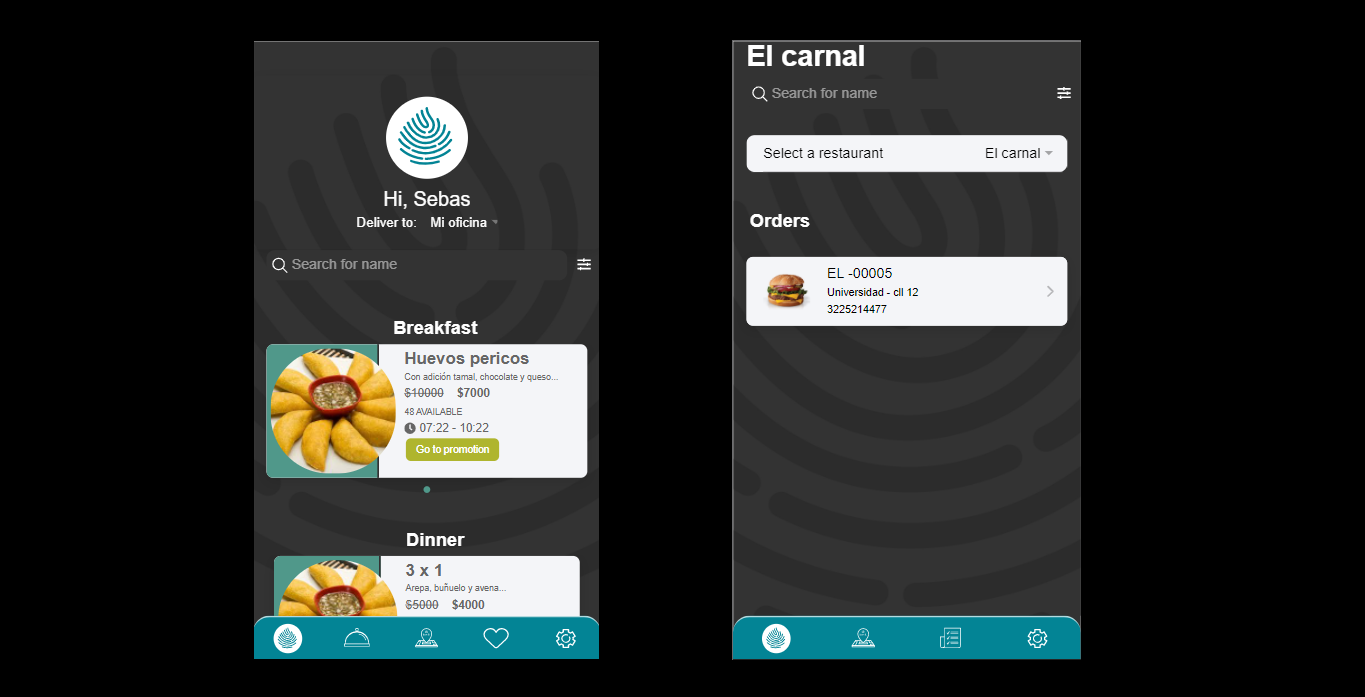 Hi, Sebas
Deliver to: Mi oficina
Search for name
Breakfast
Huevos pericos
Con adición tamal, chocolate y queso...
$10000 $7000
48 AVAILABLE
07:22 - 10:22
Go to promotion
Dinner
3 x 1
Arepa, buñuelo y avena...
$5000 $4000
El carnal
Search for name
Select a restaurant El carnal
Orders
EL -00005
Universidad - cll 12
3225214477